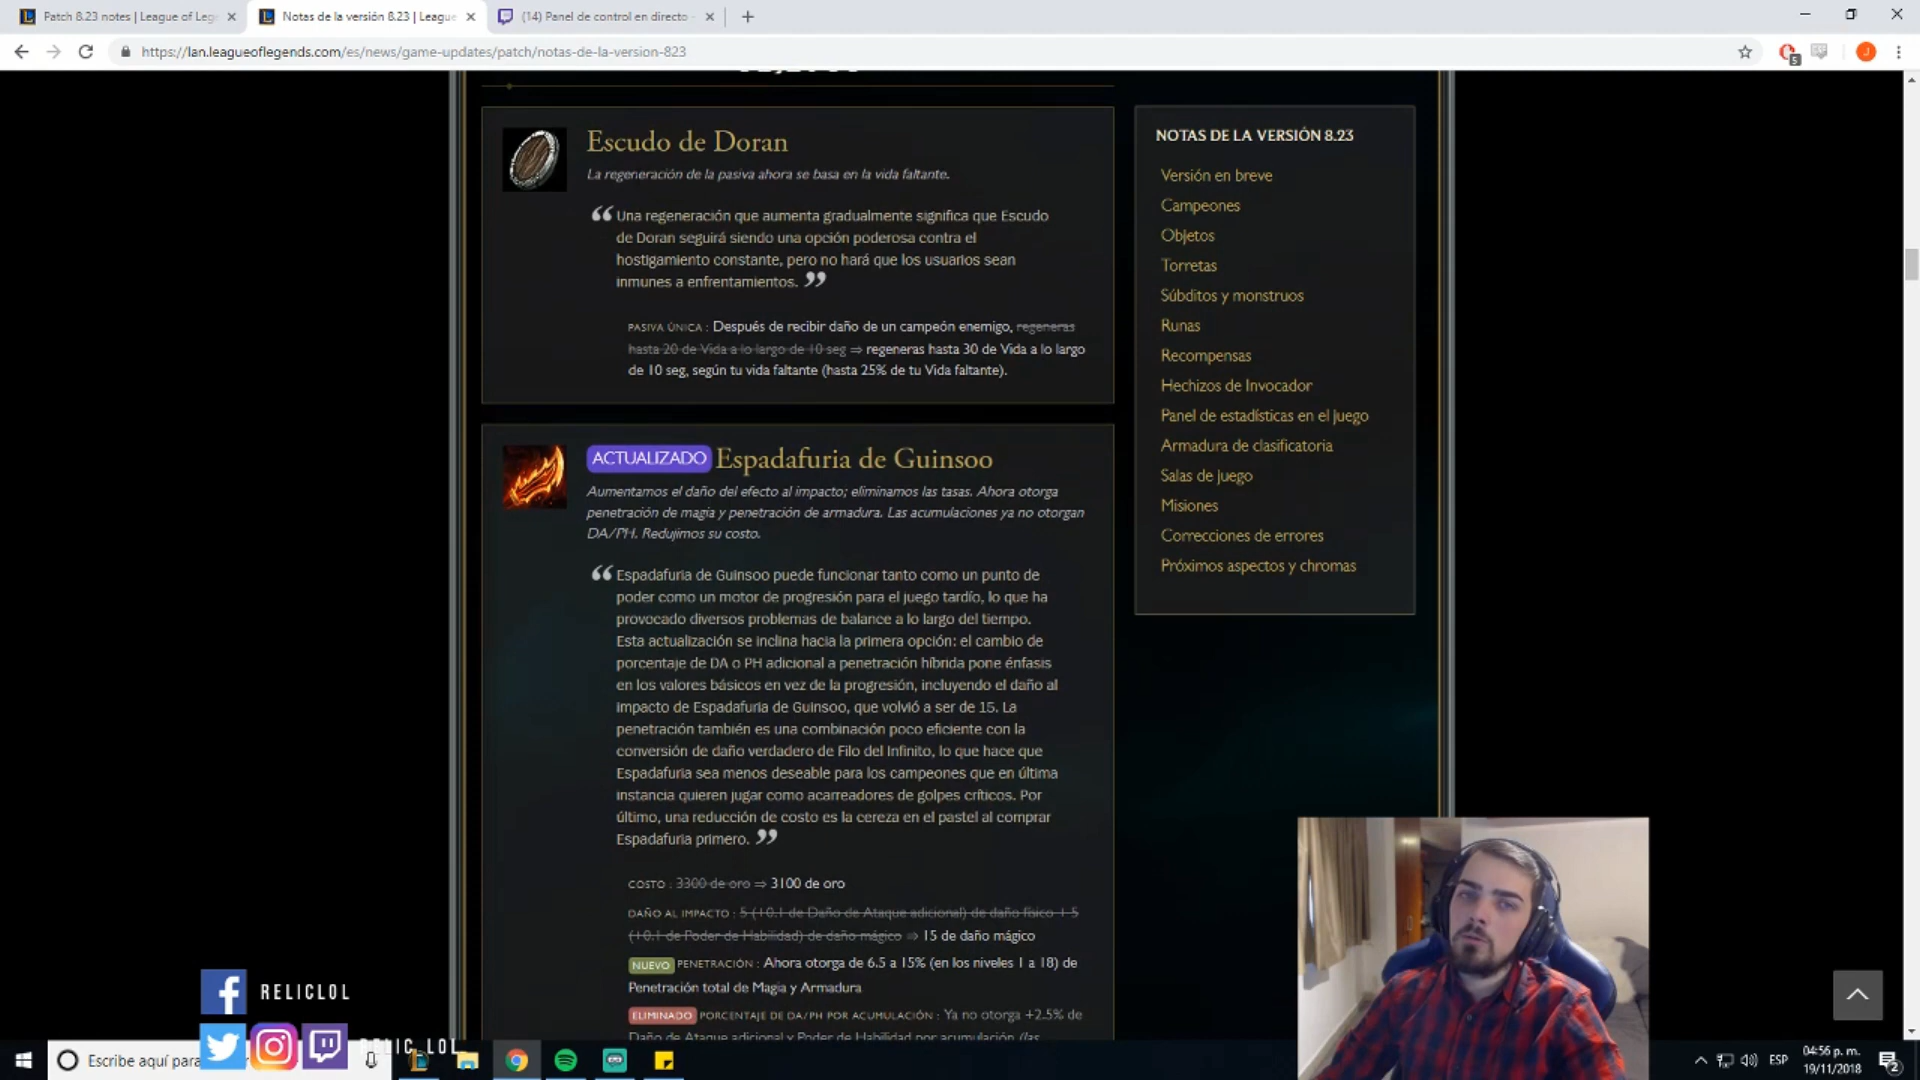 Patch 8.23 notes | League of Leg
Notas de la versión 8.23 | League
(14) Panel de control en directo
https://lan.leagueoflegends.com/es/news/game-updates/patch/notas-de-la-version-823
5
J
Escudo de Doran
La regeneración de la pasiva ahora se basa en la vida faltante.
“ Una regeneración que aumenta gradualmente significa que Escudo
de Doran seguirá siendo una opción poderosa contra el
hostigamiento constante, pero no hará que los usuarios sean
inmunes a enfrentamientos. ”
PASIVA ÚNICA : Después de recibir daño de un campeón enemigo, regeneras
hasta 20 de Vida a lo largo de 10 seg ⇒ regeneras hasta 30 de Vida a lo largo
de 10 seg, según tu vida faltante (hasta 25% de tu Vida faltante).
ACTUALIZADO Espadafuria de Guinsoo
Aumentamos el daño del efecto al impacto; eliminamos las tasas. Ahora otorga
penetración de magia y penetración de armadura. Las acumulaciones ya no otorgan
DA/PH. Redujimos su costo.
“ Espadafuria de Guinsoo puede funcionar tanto como un punto de
poder como un motor de progresión para el juego tardío, lo que ha
provocado diversos problemas de balance a lo largo del tiempo.
Esta actualización se inclina hacia la primera opción: el cambio de
porcentaje de DA o PH adicional a penetración híbrida pone énfasis
en los valores básicos en vez de la progresión, incluyendo el daño al
impacto de Espadafuria de Guinsoo, que volvió a ser de 15. La
penetración también es una combinación poco eficiente con la
conversión de daño verdadero de Filo del Infinito, lo que hace que
Espadafuria sea menos deseable para los campeones que en última
instancia quieren jugar como acarreadores de golpes críticos. Por
último, una reducción de costo es la cereza en el pastel al comprar
Espadafuria primero. ”
COSTO : 3300 de oro ⇒ 3100 de oro
DAÑO AL IMPACTO : 5 (+0.1 de Daño de Ataque adicional) de daño físico + 5
(+0.1 de Poder de Habilidad) de daño mágico ⇒ 15 de daño mágico
NUEVO PENETRACIÓN : Ahora otorga de 6.5 a 15% (en los niveles 1 a 18) de
Penetración total de Magia y Armadura
ELIMINADO PORCENTAJE DE DA/PH POR ACUMULACIÓN : Ya no otorga +2.5% de
Daño de Ataque adicional y Poder de Habilidad por acumulación (las
NOTAS DE LA VERSIÓN 8.23
Versión en breve
Campeones
Objetos
Torretas
Súbditos y monstruos
Runas
Recompensas
Hechizos de Invocador
Panel de estadísticas en el juego
Armadura de clasificatoria
Salas de juego
Misiones
Correcciones de errores
Próximos aspectos y chromas
RELICLOL
RELIC_LOL
Escribe aquí para
ESP
04:56 p. m.
19/11/2018
2